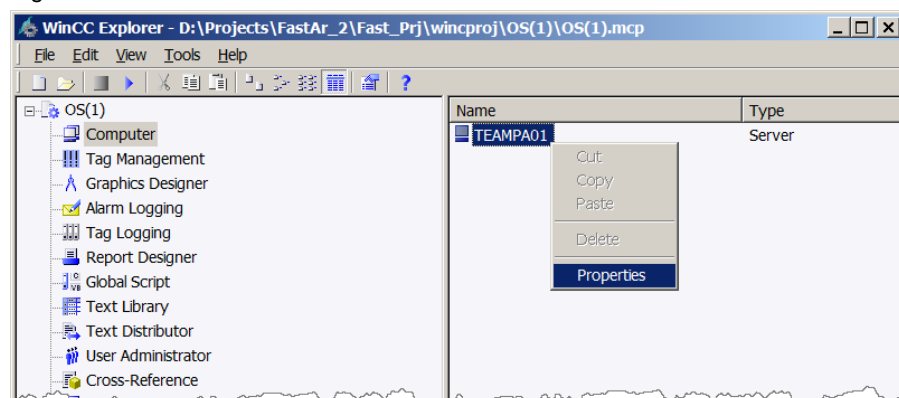 WinCC Explorer - D:\Projects\FastAr_2\Fast_Prj\wincproj\OS(1)\OS(1).mcp
File Edit View Tools Help
OS(1)
Computer
Tag Management
Graphics Designer
Alarm Logging
Tag Logging
Report Designer
Global Script
Text Library
Text Distributor
User Administrator
Cross-Reference
Name Type
TEAMPA01 Server
Cut
Copy
Paste
Delete
Properties